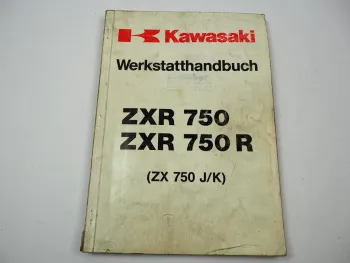 Kawasaki
Werkstatthandbuch
ZXR 750
ZXR 750 R
(ZX 750 J/K)